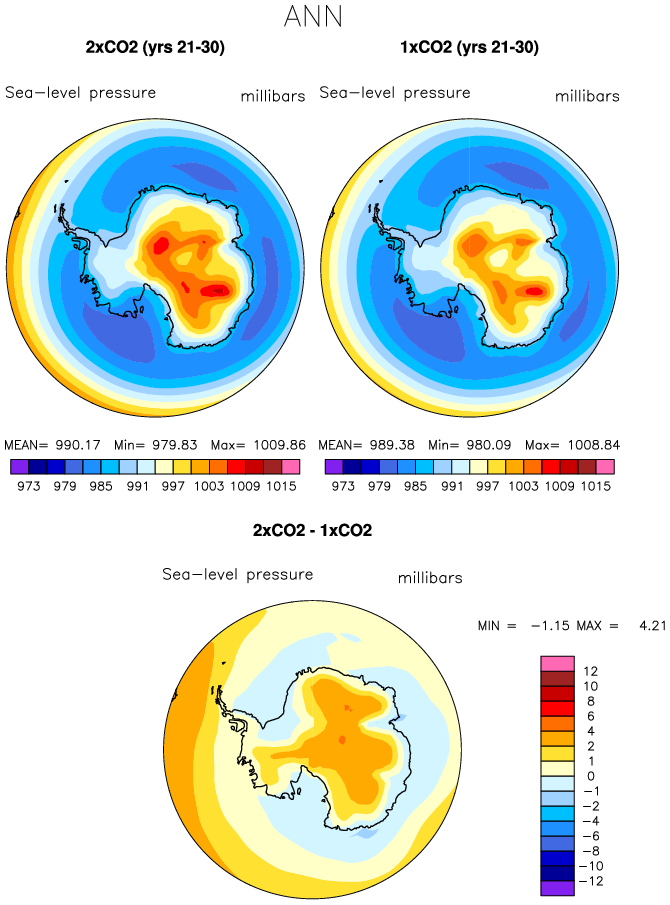 ANN
2xCO2 (yrs 21-30)
1xCO2 (yrs 21-30)
Sea-level pressure millibars
Sea-level pressure millibars
MEAN= 990.17 Min= 979.83 Max= 1009.86
MEAN= 989.38 Min= 980.09 Max= 1008.84
973 979 985 991 997 1003 1009 1015
973 979 985 991 997 1003 1009 1015
2xCO2 - 1xCO2
Sea-level pressure millibars
MIN = -1.15 MAX = 4.21
12
10
8
6
4
2
1
0
-1
-2
-4
-6
-8
-10
-12